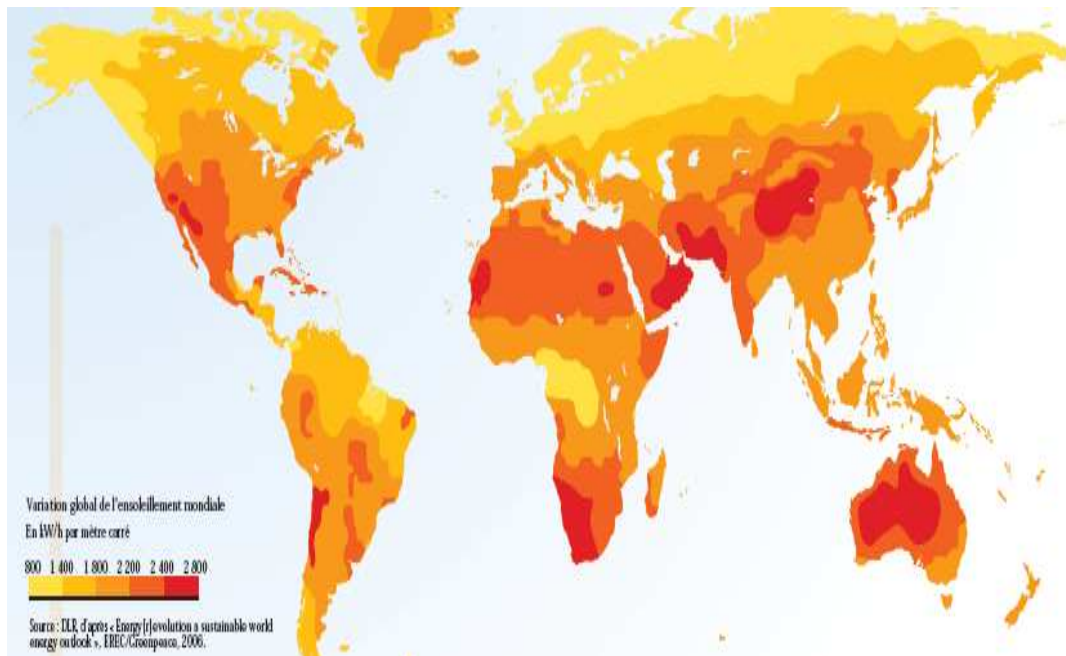 Variation global de l'ensoleillement mondiale
En kW/h par mètre carré
800 1 400 1 800 2 200 2 400 2 800
Source : DLR, d'après « Energy[r]evolution a sustainable world
energy outlook », EREC/Greenpeace, 2006.